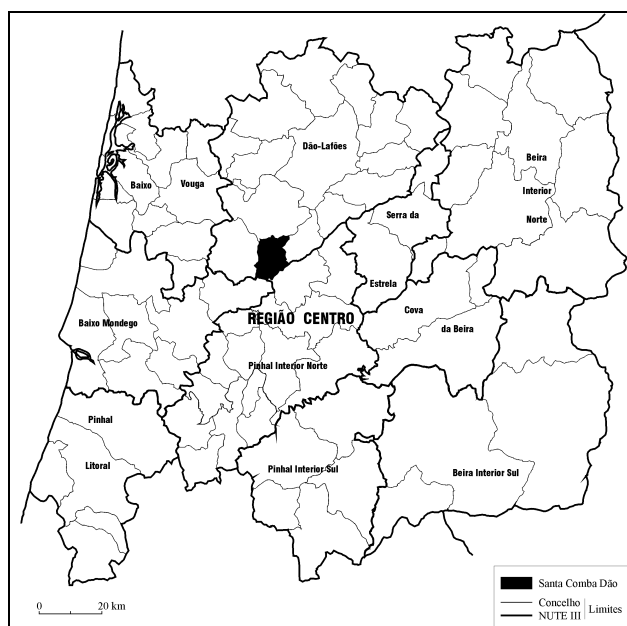 Dão-Lafões
Beira
Interior
Norte
Baixo Vouga
Serra da
Estrela
Cova
da Beira
REGIÃO CENTRO
Baixo Mondego
Pinhal Interior Norte
Pinhal
Litoral
Pinhal Interior Sul
Beira Interior Sul
Santa Comba Dão
Concelho
NUTE III
Limites
0 20 km